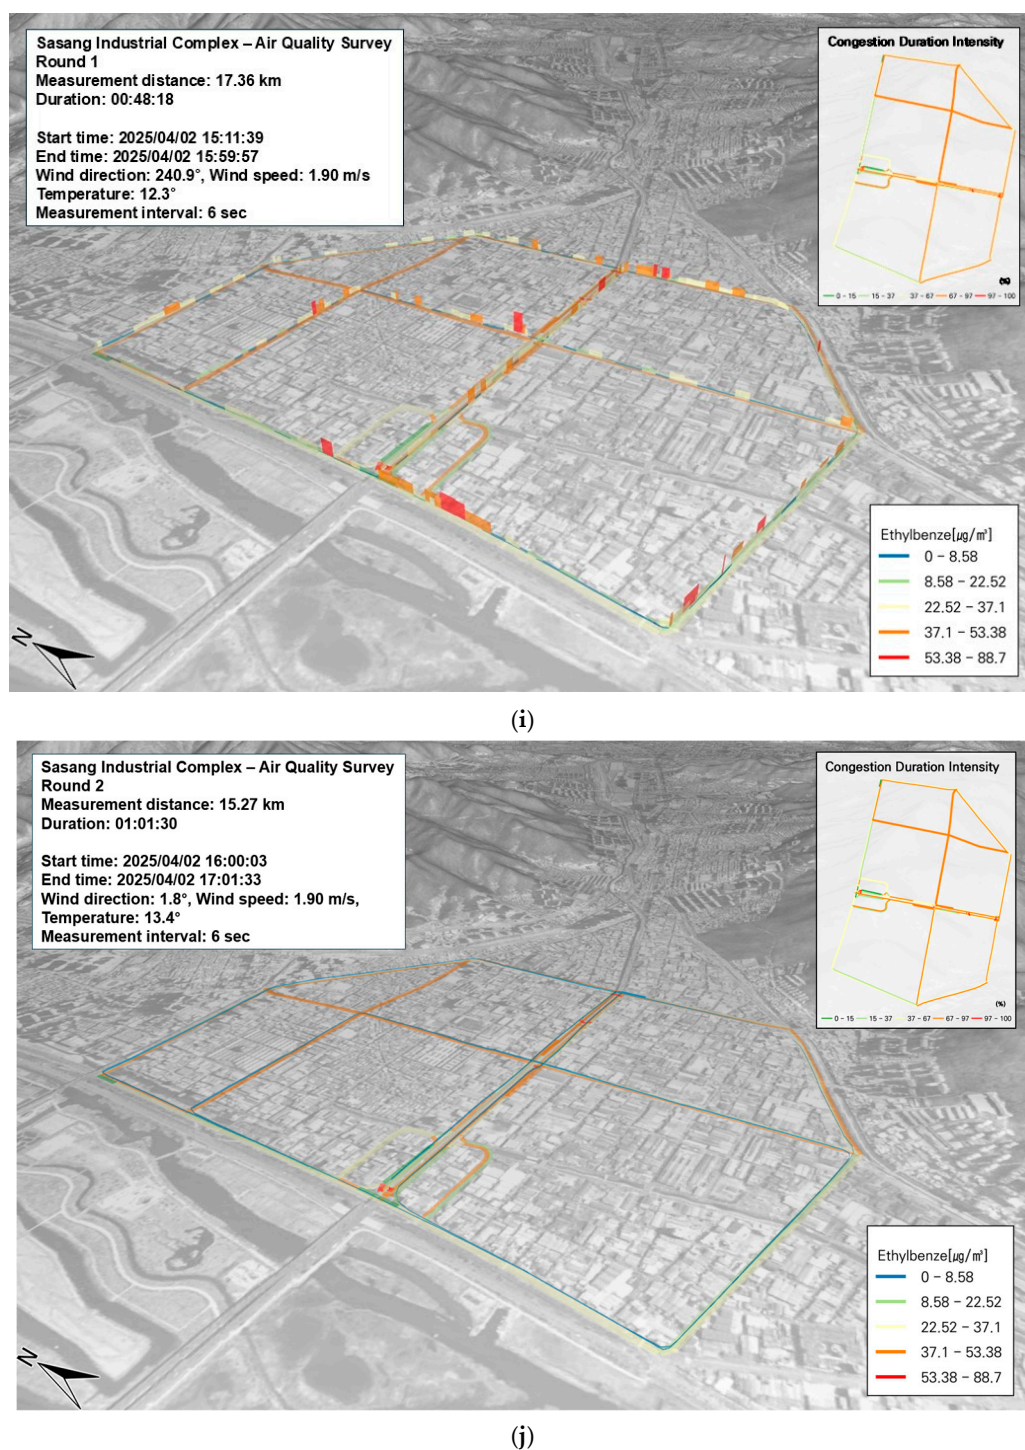 Sasang Industrial Complex – Air Quality Survey
Round 1
Measurement distance: 17.36 km
Duration: 00:48:18
Start time: 2025/04/02 15:11:39
End time: 2025/04/02 15:59:57
Wind direction: 240.9°, Wind speed: 1.90 m/s
Temperature: 12.3°
Measurement interval: 6 sec
Congestion Duration Intensity
(%)
0 – 15 15 – 37 37 – 67 67 – 97 97 – 100
Ethylbenze[㎍/㎥]
0 – 8.58
8.58 – 22.52
22.52 – 37.1
37.1 – 53.38
53.38 – 88.7
N
(i)
Sasang Industrial Complex – Air Quality Survey
Round 2
Measurement distance: 15.27 km
Duration: 01:01:30
Start time: 2025/04/02 16:00:03
End time: 2025/04/02 17:01:33
Wind direction: 1.8°, Wind speed: 1.90 m/s,
Temperature: 13.4°
Measurement interval: 6 sec
Congestion Duration Intensity
(%)
0 – 15 15 – 37 37 – 67 67 – 97 97 – 100
Ethylbenze[㎍/㎥]
0 – 8.58
8.58 – 22.52
22.52 – 37.1
37.1 – 53.38
53.38 – 88.7
N
(j)